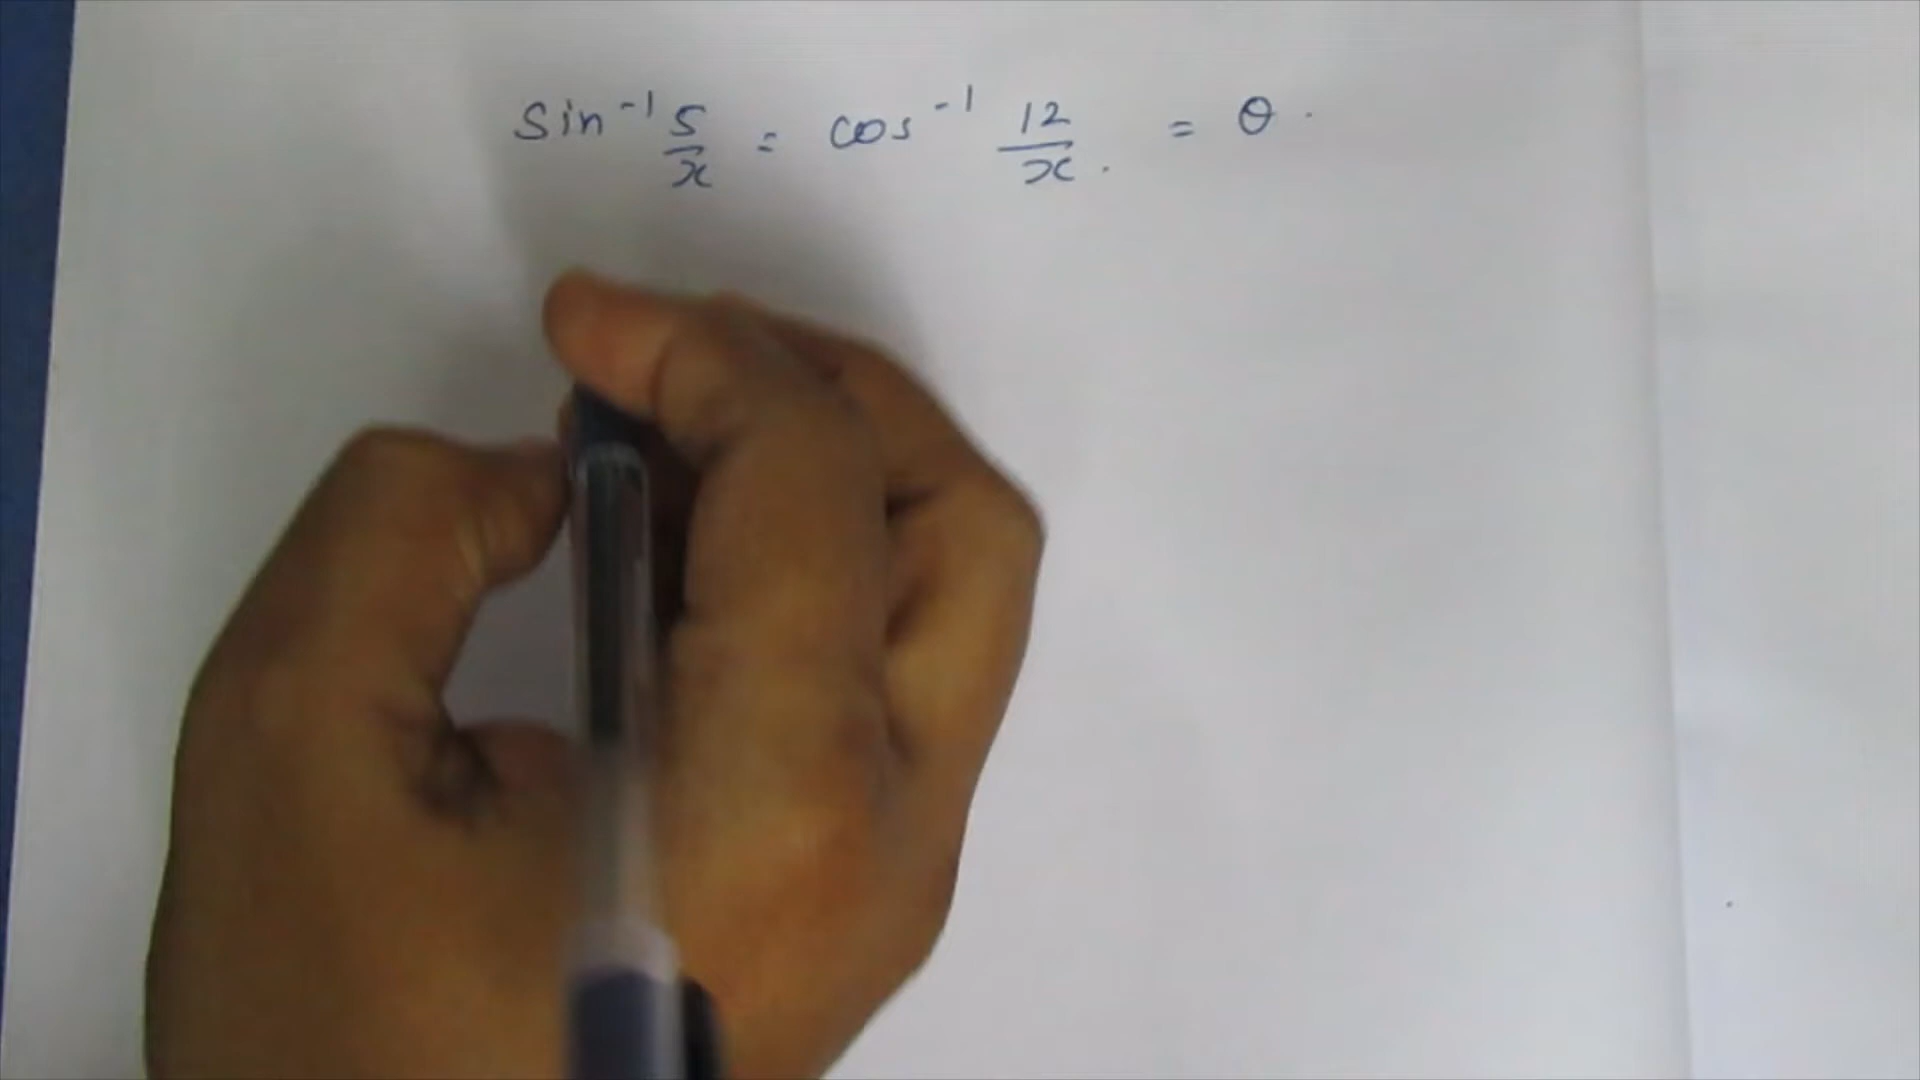 Sin⁻¹ 5/x = cos⁻¹ 12/x. = θ.